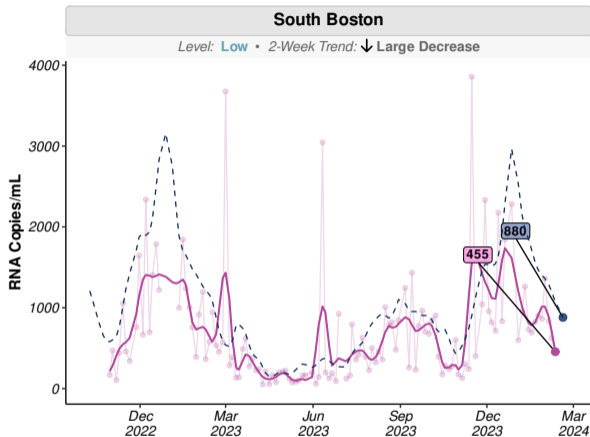 South Boston
Level: Low • 2-Week Trend: ↓ Large Decrease
RNA Copies/mL
4000
3000
2000
1000
0
880
455
Dec 2022
Mar 2023
Jun 2023
Sep 2023
Dec 2023
Mar 2024